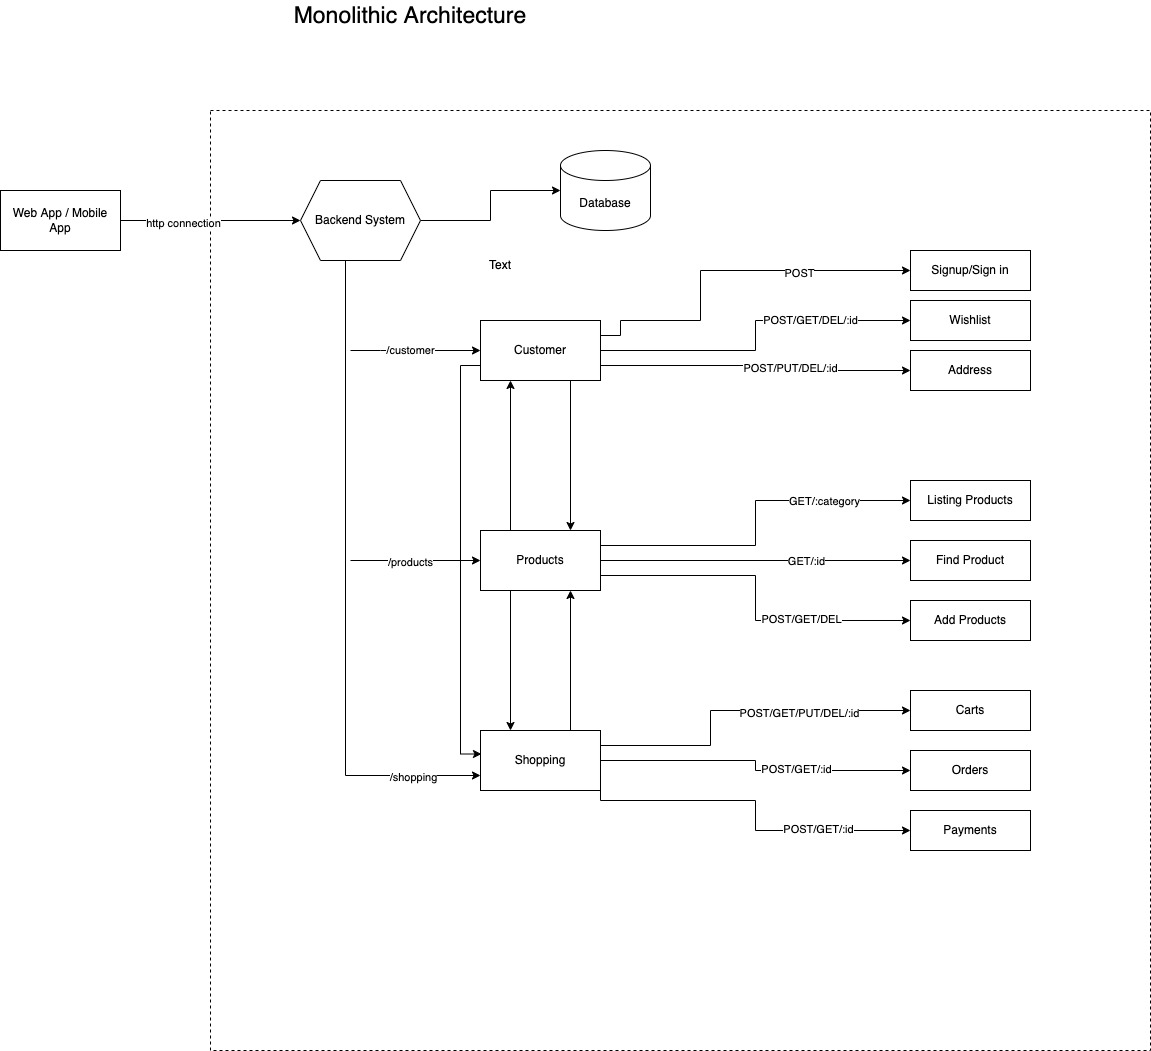 Monolithic Architecture
Web App / Mobile
App
http connection
Backend System
Database
Text
POST
Signup/Sign in
POST/GET/DEL/:id
Wishlist
/customer
Customer
POST/PUT/DEL/:id
Address
GET/:category
Listing Products
/products
Products
GET/:id
Find Product
POST/GET/DEL
Add Products
POST/GET/PUT/DEL/:id
Carts
/shopping
Shopping
POST/GET/:id
Orders
POST/GET/:id
Payments